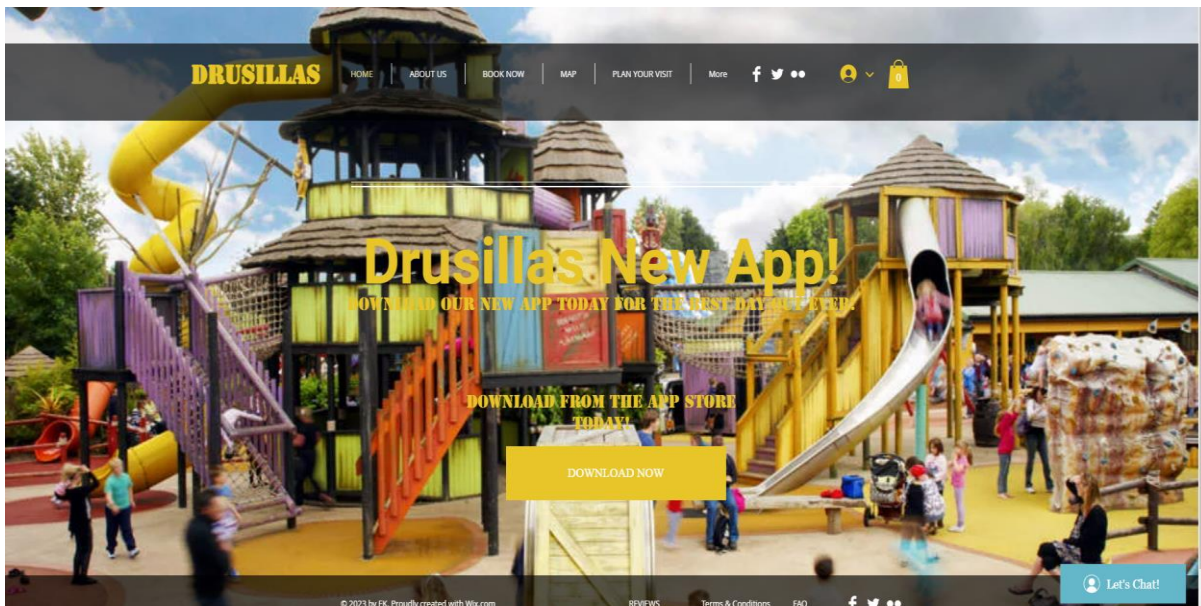 DRUSILLAS
HOME
ABOUT US
BOOK NOW
MAP
PLAN YOUR VISIT
More
0
Drusillas New App!
DOWNLOAD OUR NEW APP TODAY FOR THE BEST DAY OUT EVER!
DOWNLOAD FROM THE APP STORE
TODAY!
DOWNLOAD NOW
Let's Chat!
© 2023 by EK. Proudly created with Wix.com
REVIEWS
Terms & Conditions
FAQ